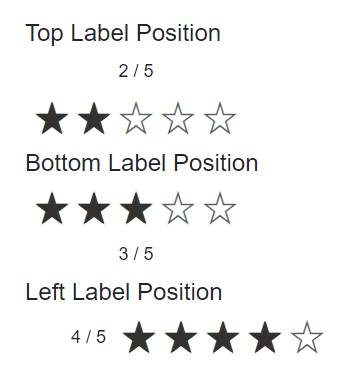 Top Label Position
2 / 5
Bottom Label Position
3 / 5
Left Label Position
4 / 5